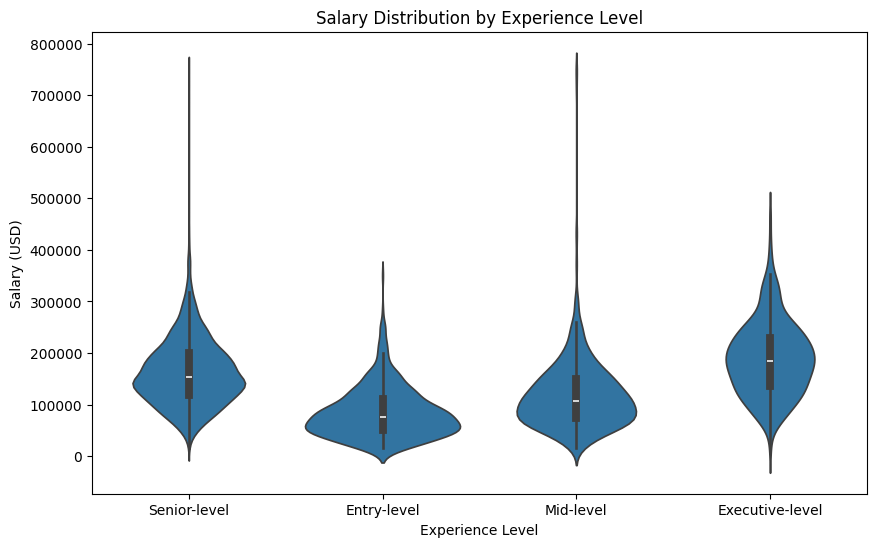 Salary Distribution by Experience Level
800000
700000
600000
500000
400000
300000
200000
100000
0
Salary (USD)
Senior-level
Entry-level
Mid-level
Executive-level
Experience Level